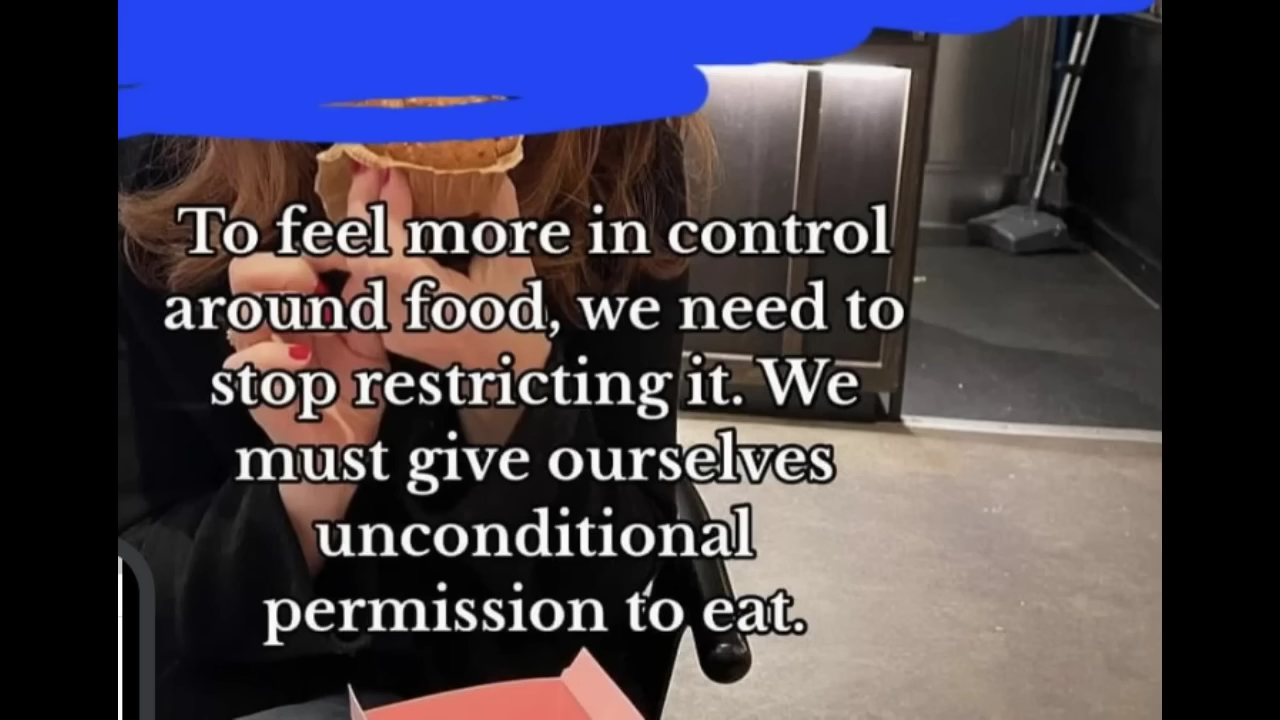 To feel more in control
around food, we need to
stop restricting it. We
must give ourselves
unconditional
permission to eat.